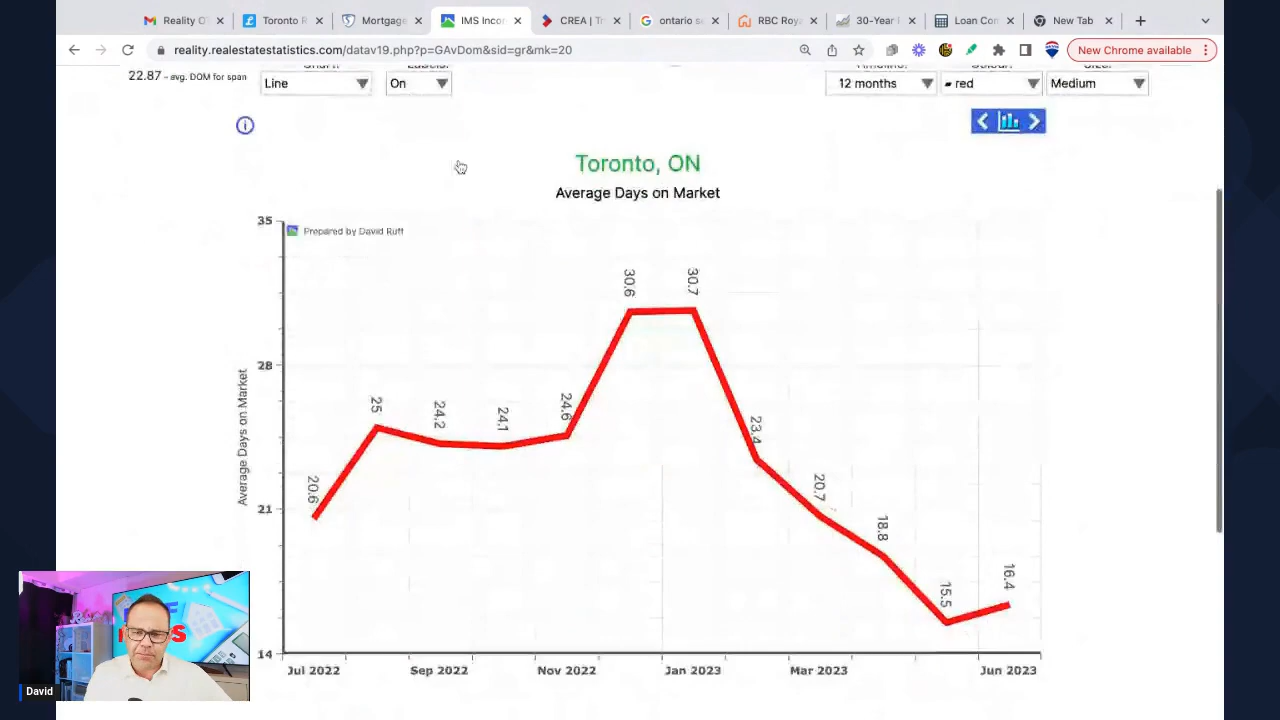 Reality O
Toronto R
Mortgage
IMS Incor
CREA | T
ontario s
RBC Roya
30-Year
Loan Con
New Tab
reality.realestatestatistics.com/datav19.php?p=GAvDom&sid=gr&mk=20
New Chrome available
22.87 - avg. DOM for span
Line
On
12 months
red
Medium
Toronto, ON
Average Days on Market
Prepared by David Ruff
Average Days on Market
35
28
21
14
20.6
25
24.2
24.1
24.6
30.6
30.7
23.4
20.7
18.8
15.5
16.4
Jul 2022
Sep 2022
Nov 2022
Jan 2023
Mar 2023
Jun 2023
David